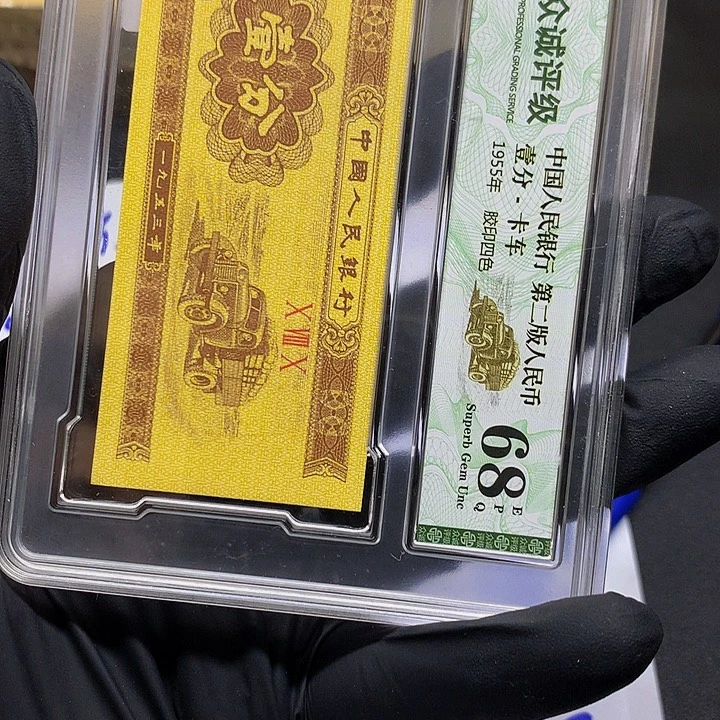 众诚评级
PROFESSIONAL GRADING SERVICE
中国人民银行 第二版人民币
壹分 - 卡车
1955年 胶印四色
68 EPQ
Superb Gem Unc
中國人民銀行
XⅧX
壹分
一九五三年